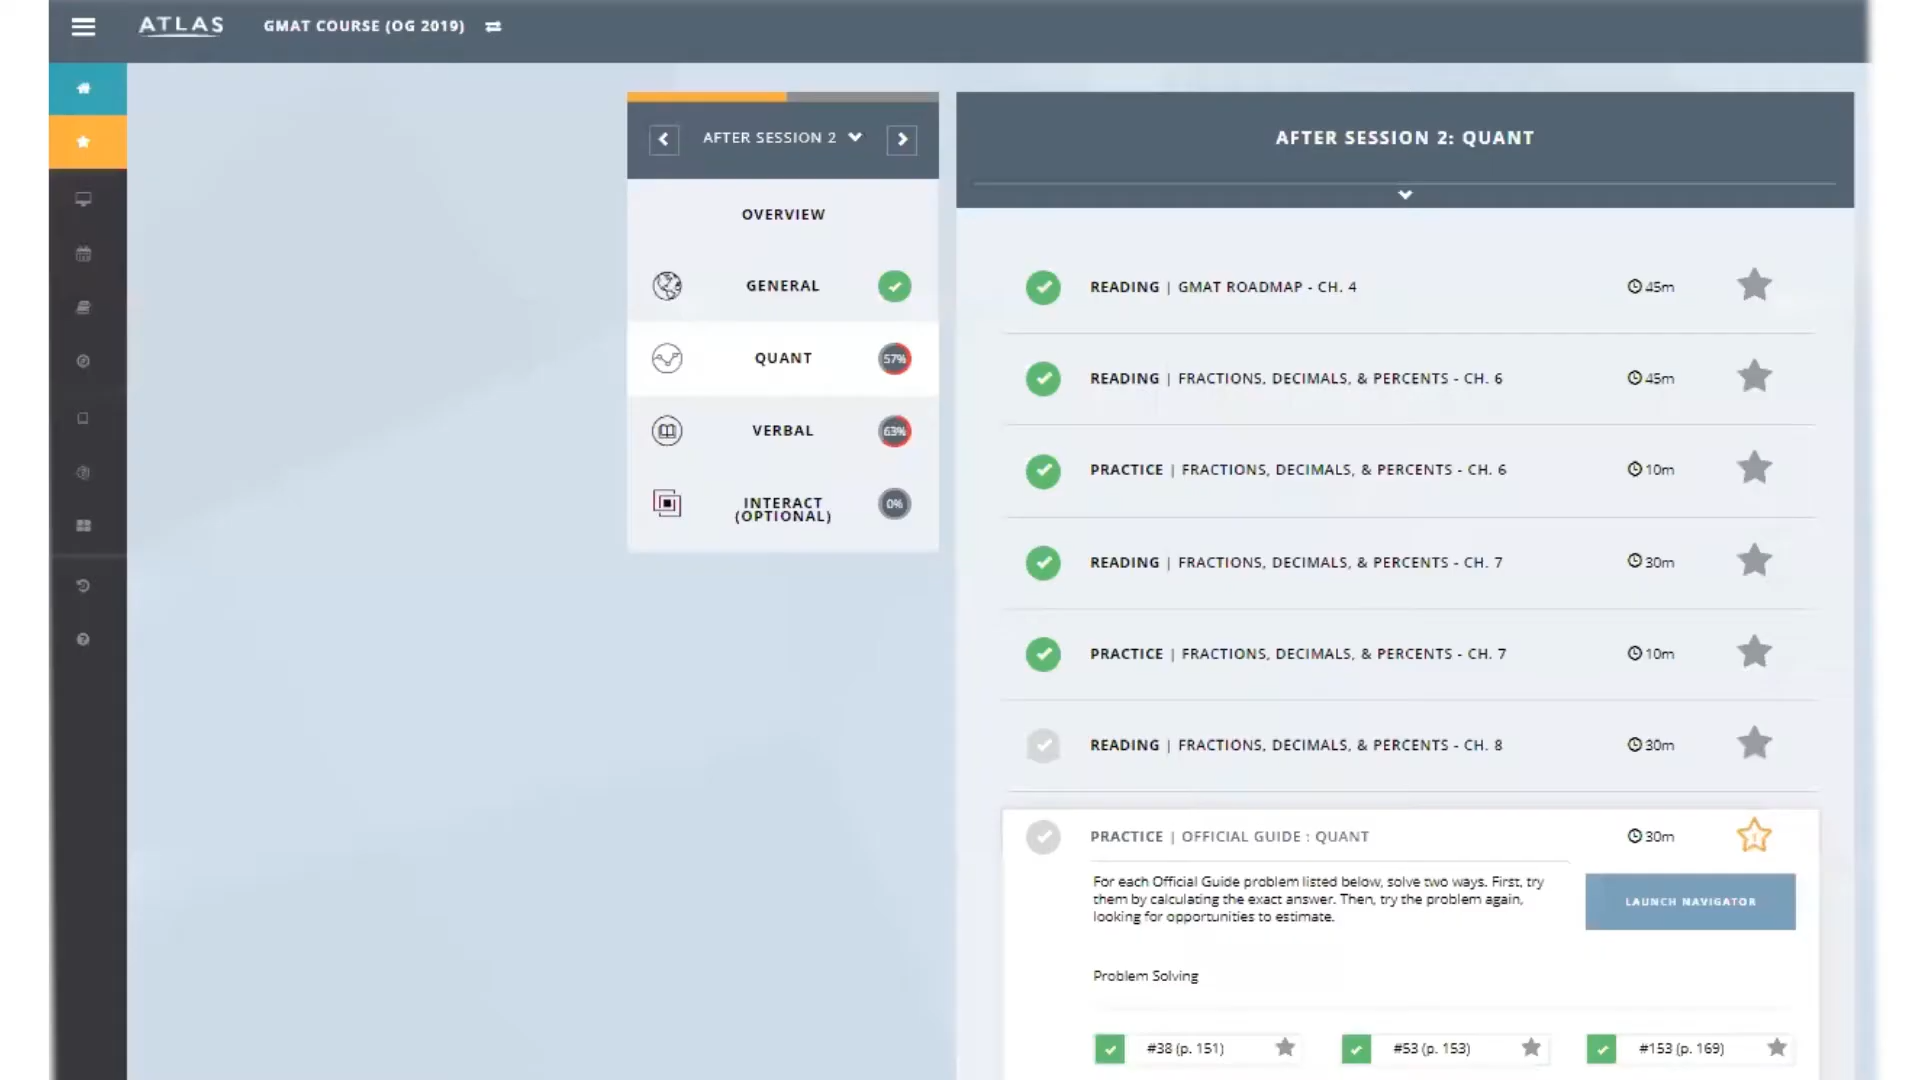 ATLAS
GMAT COURSE (OG 2019)
AFTER SESSION 2
OVERVIEW
GENERAL
QUANT
57%
VERBAL
63%
INTERACT
(OPTIONAL)
0%
AFTER SESSION 2: QUANT
READING | GMAT ROADMAP - CH. 4
45m
READING | FRACTIONS, DECIMALS, & PERCENTS - CH. 6
45m
PRACTICE | FRACTIONS, DECIMALS, & PERCENTS - CH. 6
10m
READING | FRACTIONS, DECIMALS, & PERCENTS - CH. 7
30m
PRACTICE | FRACTIONS, DECIMALS, & PERCENTS - CH. 7
10m
READING | FRACTIONS, DECIMALS, & PERCENTS - CH. 8
30m
PRACTICE | OFFICIAL GUIDE : QUANT
30m
1
For each Official Guide problem listed below, solve two ways. First, try
them by calculating the exact answer. Then, try the problem again,
looking for opportunities to estimate.
LAUNCH NAVIGATOR
Problem Solving
#38 (p. 151)
#53 (p. 153)
#153 (p. 169)